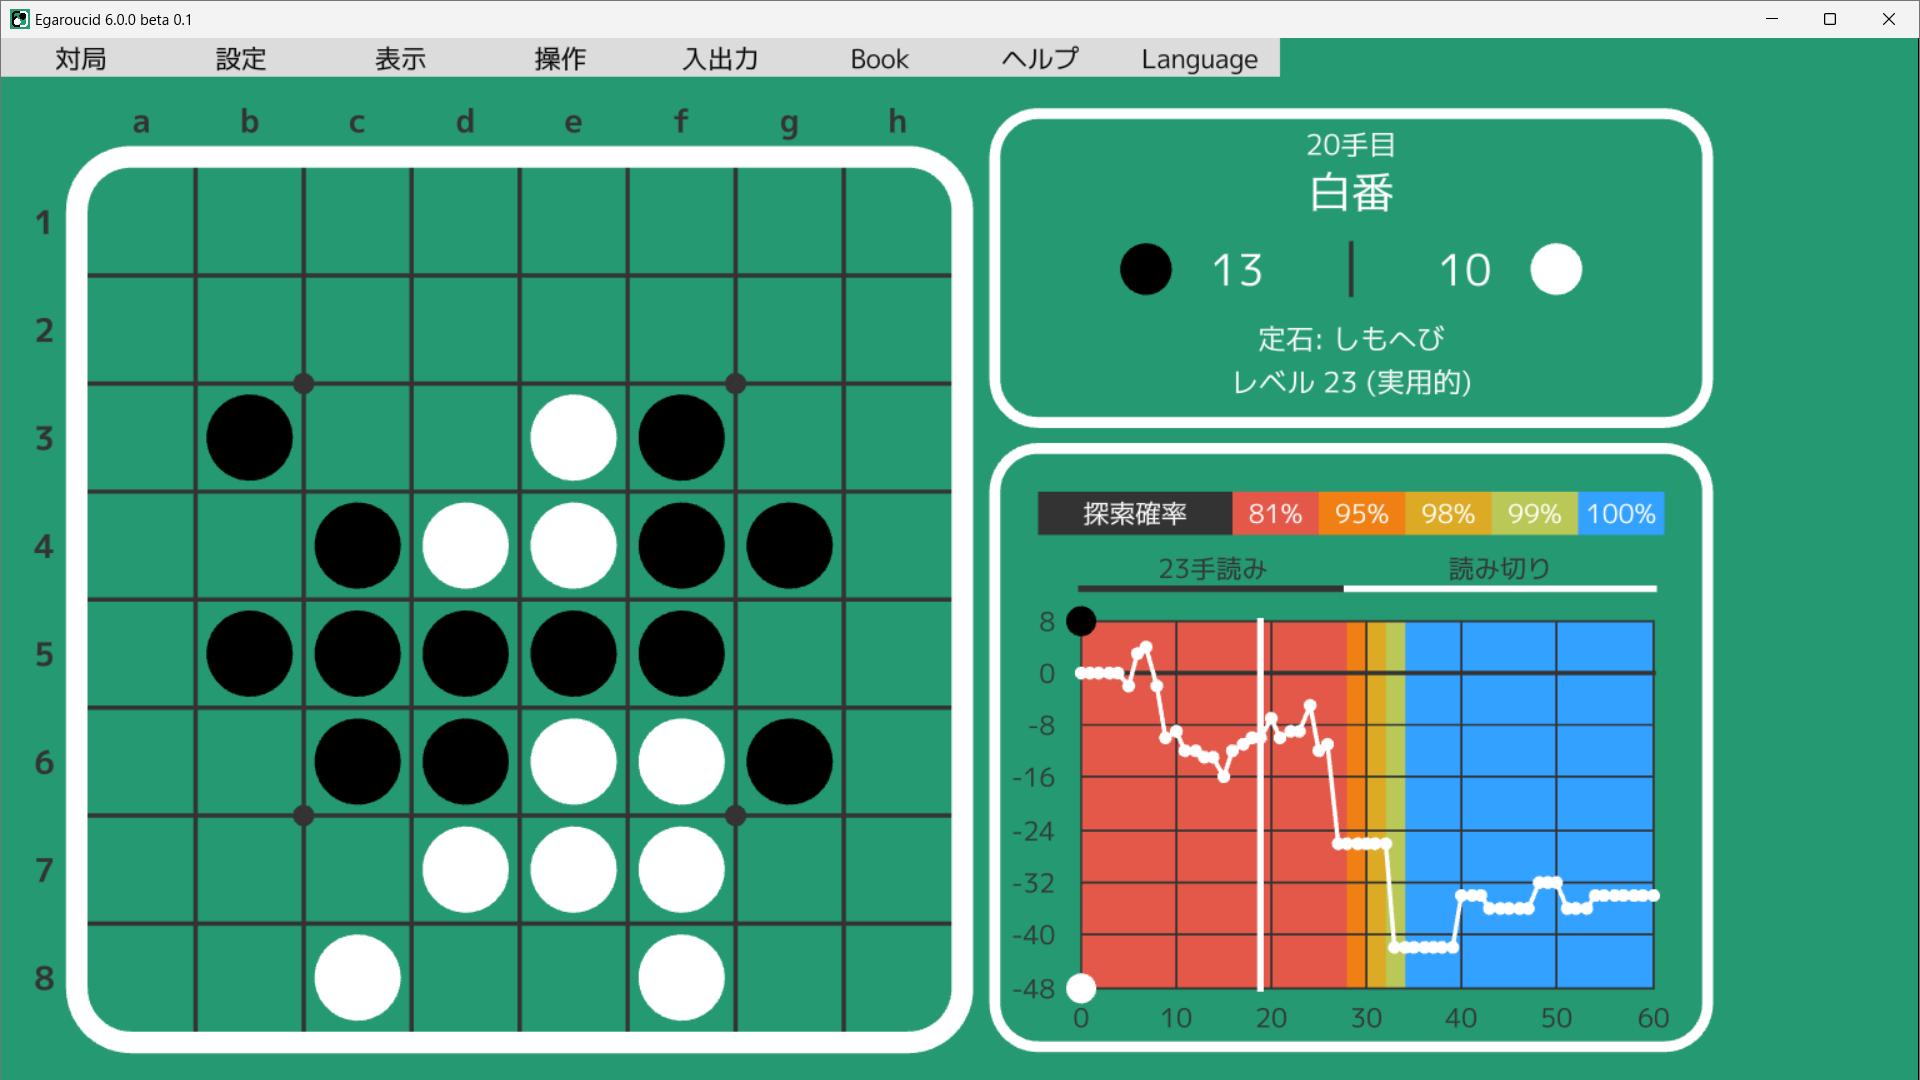 Egaroucid 6.0.0 beta 0.1
対局 設定 表示 操作 入出力 Book ヘルプ Language
a b c d e f g h
1
2
3
4
5
6
7
8
20手目
白番
13 10
定石: しもへび
レベル 23 (実用的)
探索確率 81% 95% 98% 99% 100%
23手読み 読み切り
8
0
-8
-16
-24
-32
-40
-48
0 10 20 30 40 50 60